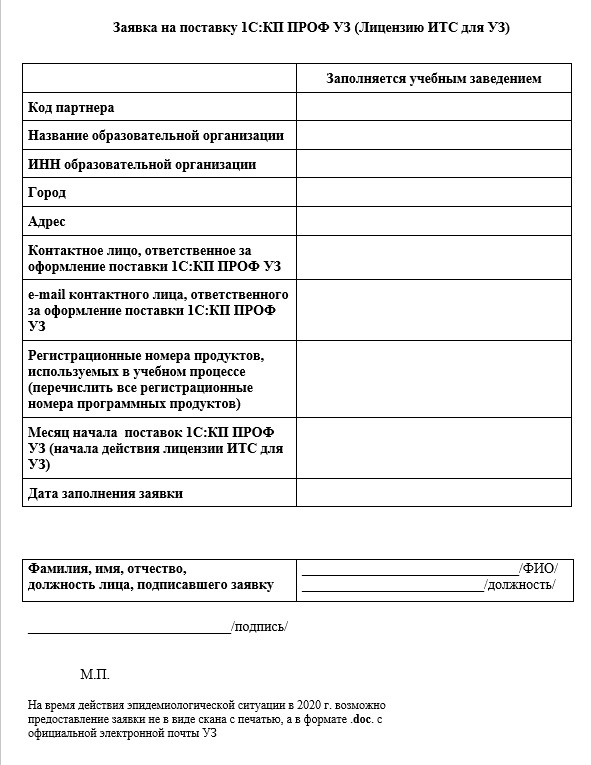 Заявка на поставку 1С:КП ПРОФ УЗ (Лицензию ИТС для УЗ)
Заполняется учебным заведением
Код партнера
Название образовательной организации
ИНН образовательной организации
Город
Адрес
Контактное лицо, ответственное за
оформление поставки 1С:КП ПРОФ УЗ
e-mail контактного лица, ответственного
за оформление поставки 1С:КП ПРОФ
УЗ
Регистрационные номера продуктов,
используемых в учебном процессе
(перечислить все регистрационные
номера программных продуктов)
Месяц начала  поставок 1С:КП ПРОФ
УЗ (начала действия лицензии ИТС для
УЗ)
Дата заполнения заявки
Фамилия, имя, отчество,
должность лица, подписавшего заявку
_______________________________/ФИО/
__________________________/должность/
_____________________________/подпись/
М.П.
На время действия эпидемиологической ситуации в 2020 г. возможно
предоставление заявки не в виде скана с печатью, а в формате .doc. с
официальной электронной почты УЗ